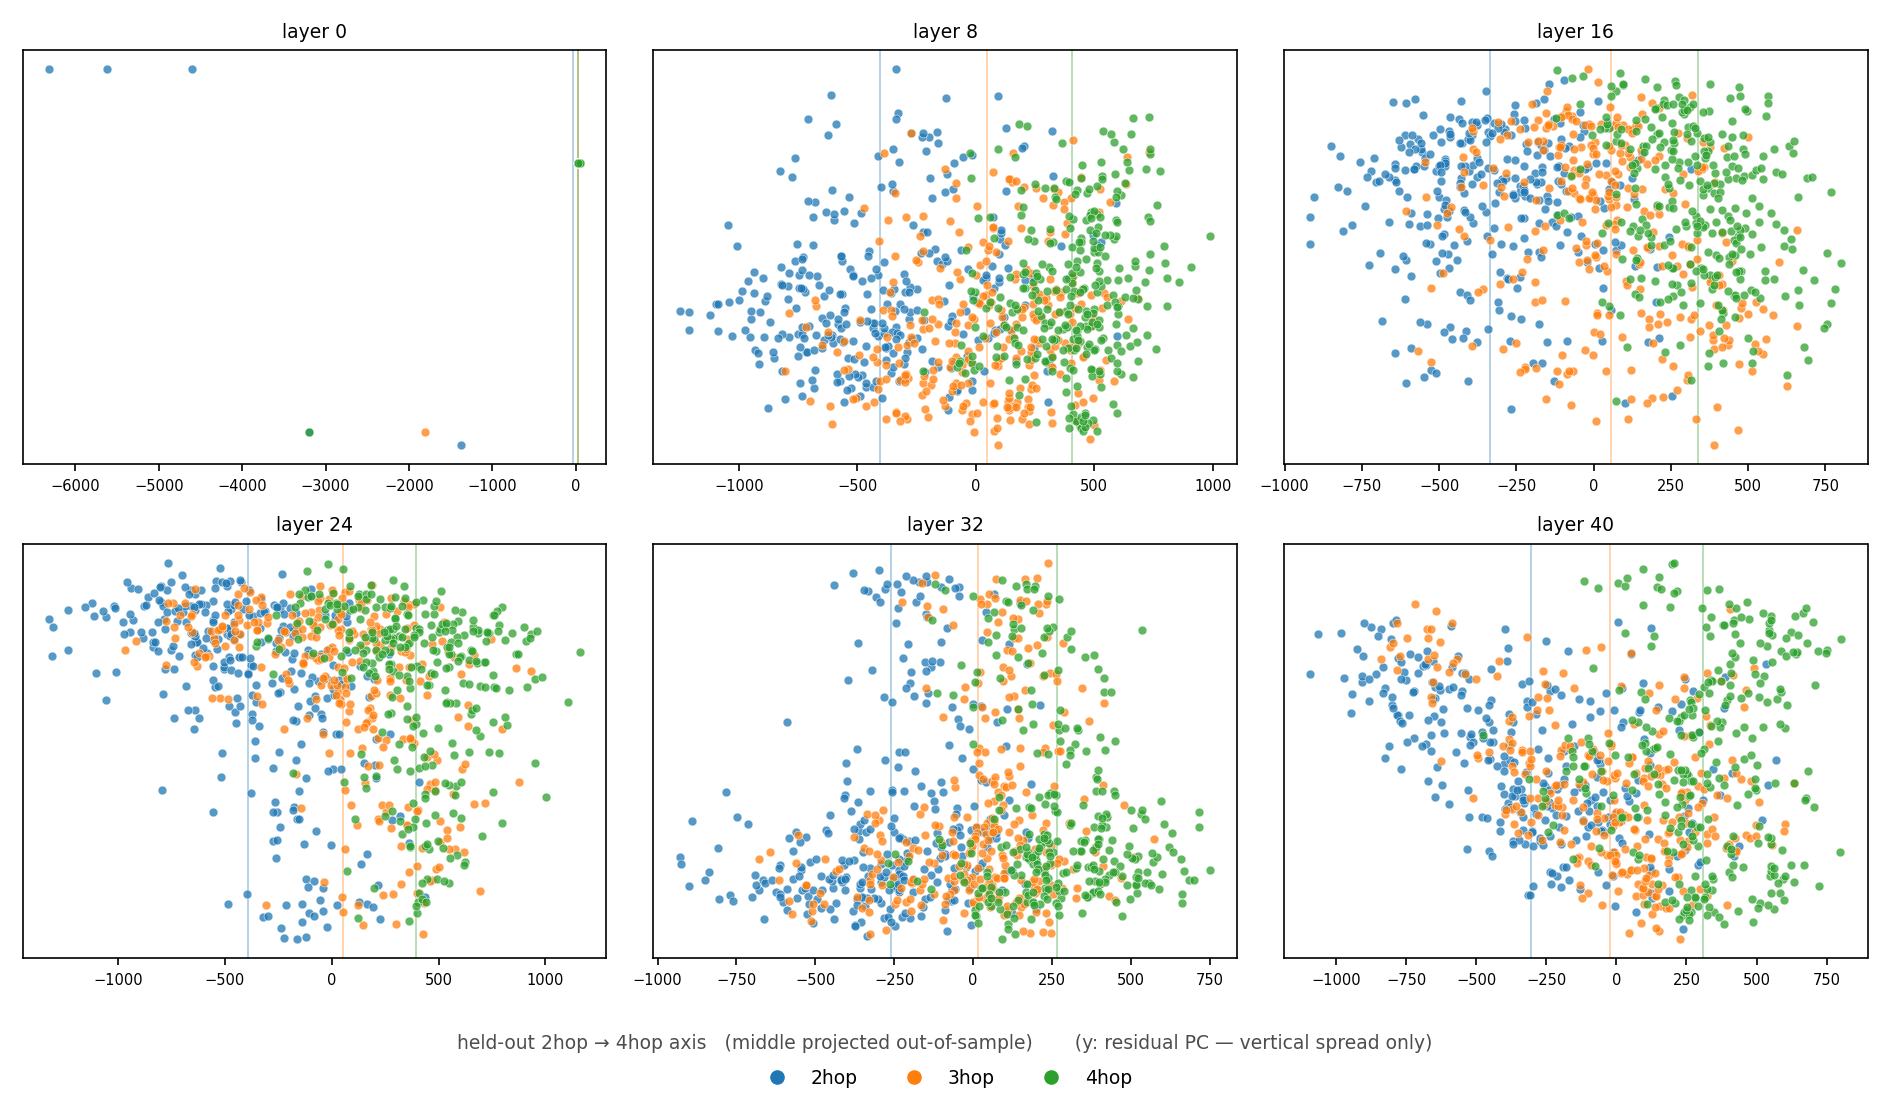 layer 0
layer 8
layer 16
−6000 −5000 −4000 −3000 −2000 −1000 0
−1000 −500 0 500 1000
−1000 −750 −500 −250 0 250 500 750
layer 24
layer 32
layer 40
−1000 −500 0 500 1000
−1000 −750 −500 −250 0 250 500 750
−1000 −750 −500 −250 0 250 500 750
held-out 2hop → 4hop axis (middle projected out-of-sample) (y: residual PC — vertical spread only)
2hop 3hop 4hop